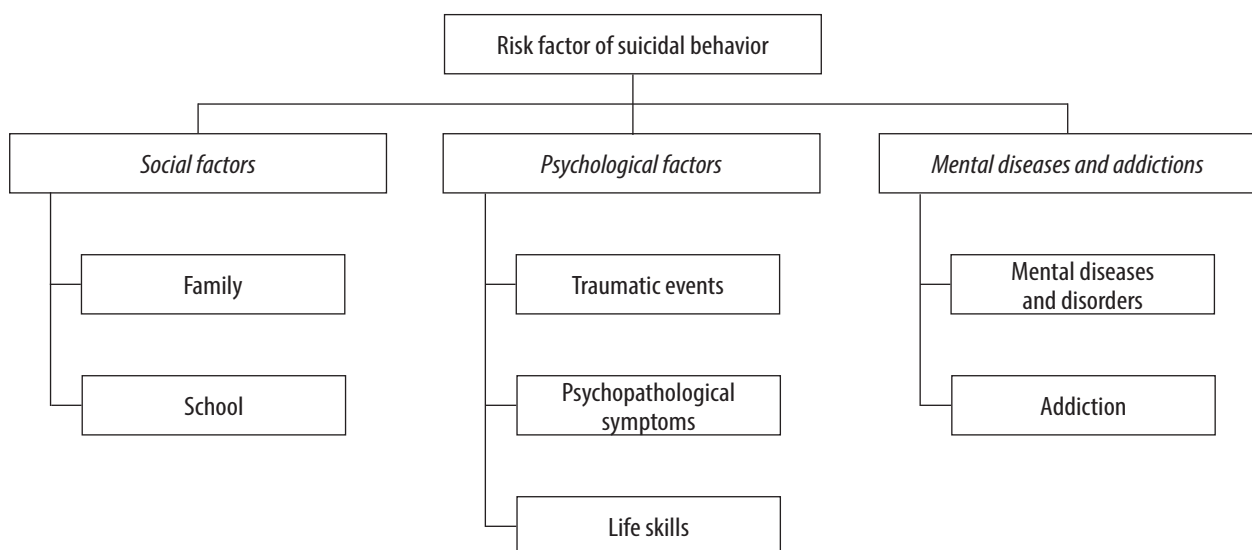 Risk factor of suicidal behavior
Social factors
Psychological factors
Mental diseases and addictions
Family
Traumatic events
Mental diseases
and disorders
School
Psychopathological
symptoms
Addiction
Life skills